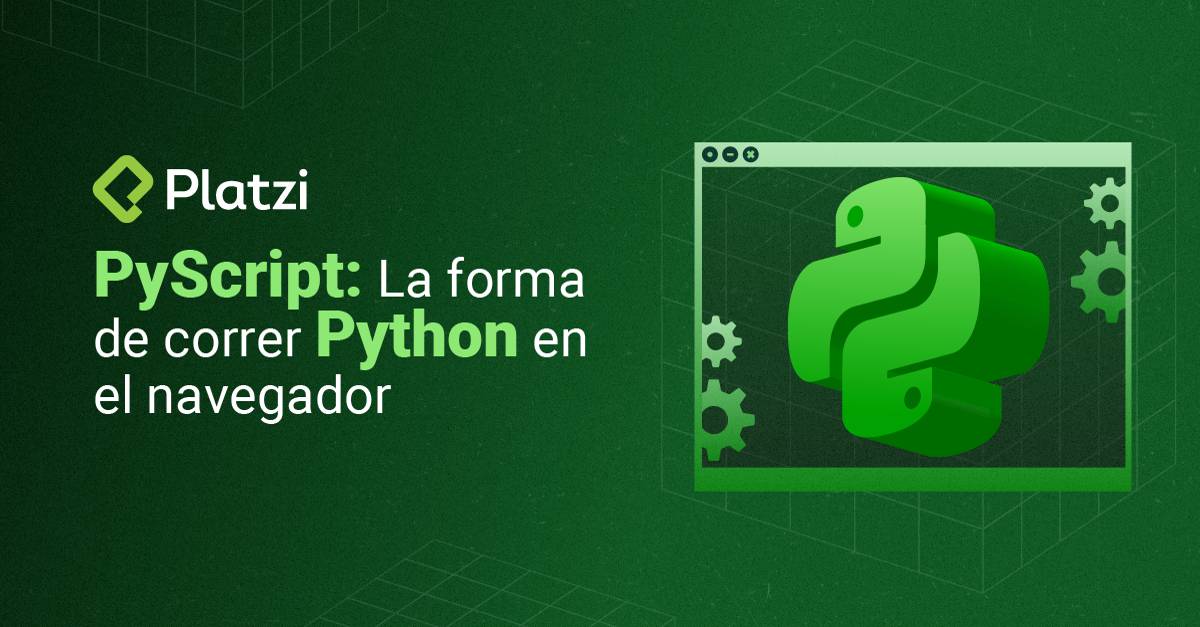 Platzi
PyScript: La forma
de correr Python en
el navegador